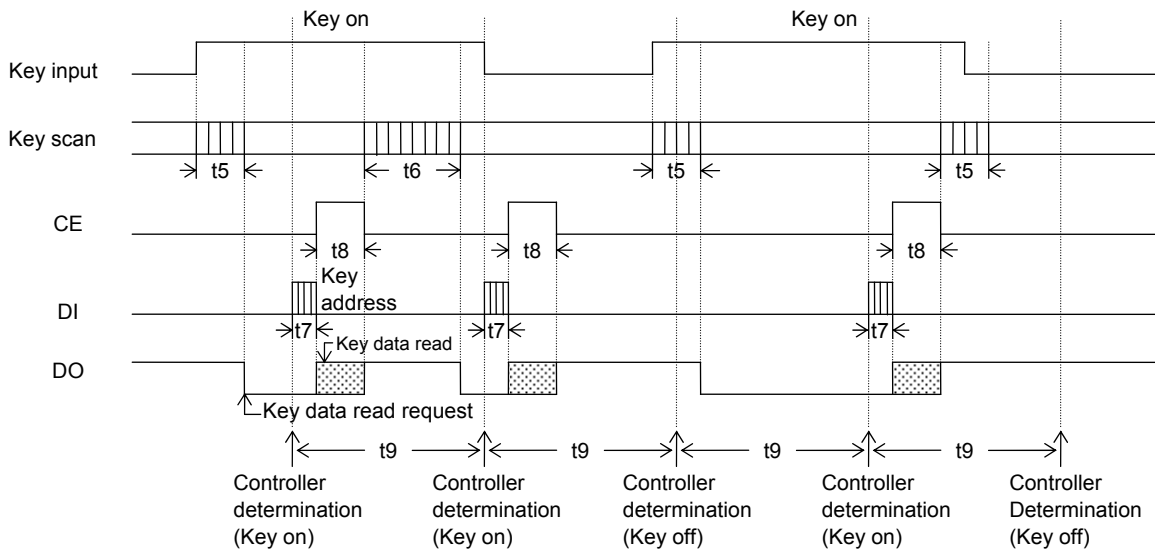 Key on Key on
Key input
Key scan
t5 t6 t5 t5
CE
t8 t8 t8
Key
address
DI
t7 t7 t7
Key data read
DO
Key data read request
t9 t9 t9 t9
Controller determination (Key on)
Controller determination (Key on)
Controller determination (Key off)
Controller determination (Key on)
Controller Determination (Key off)